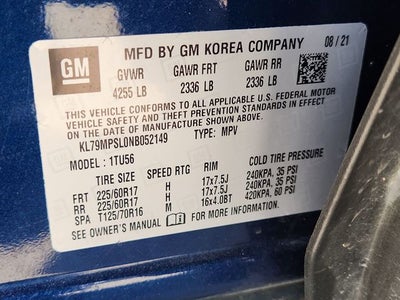 GM
MFD BY GM KOREA COMPANY 08 / 21
GVWR GAWR FRT GAWR RR
4255 LB 2336 LB 2336 LB
THIS VEHICLE CONFORMS TO ALL APPLICABLE U.S. FEDERAL MOTOR
VEHICLE SAFETY AND THEFT PREVENTION STANDARDS IN EFFECT
ON THE DATE OF MANUFACTURE SHOWN ABOVE.
KL79MPSL0NB052149 TYPE: MPV
MODEL: 1TU56
TIRE SIZE SPEED RTG RIM COLD TIRE PRESSURE
FRT 225/60R17 H 17x7.5J 240KPA, 35 PSI
RR 225/60R17 H 17x7.5J 240KPA, 35 PSI
SPA T125/70R16 M 16x4.0BT 420KPA, 60 PSI
SEE OWNER'S MANUAL FOR MORE INFORMATION.